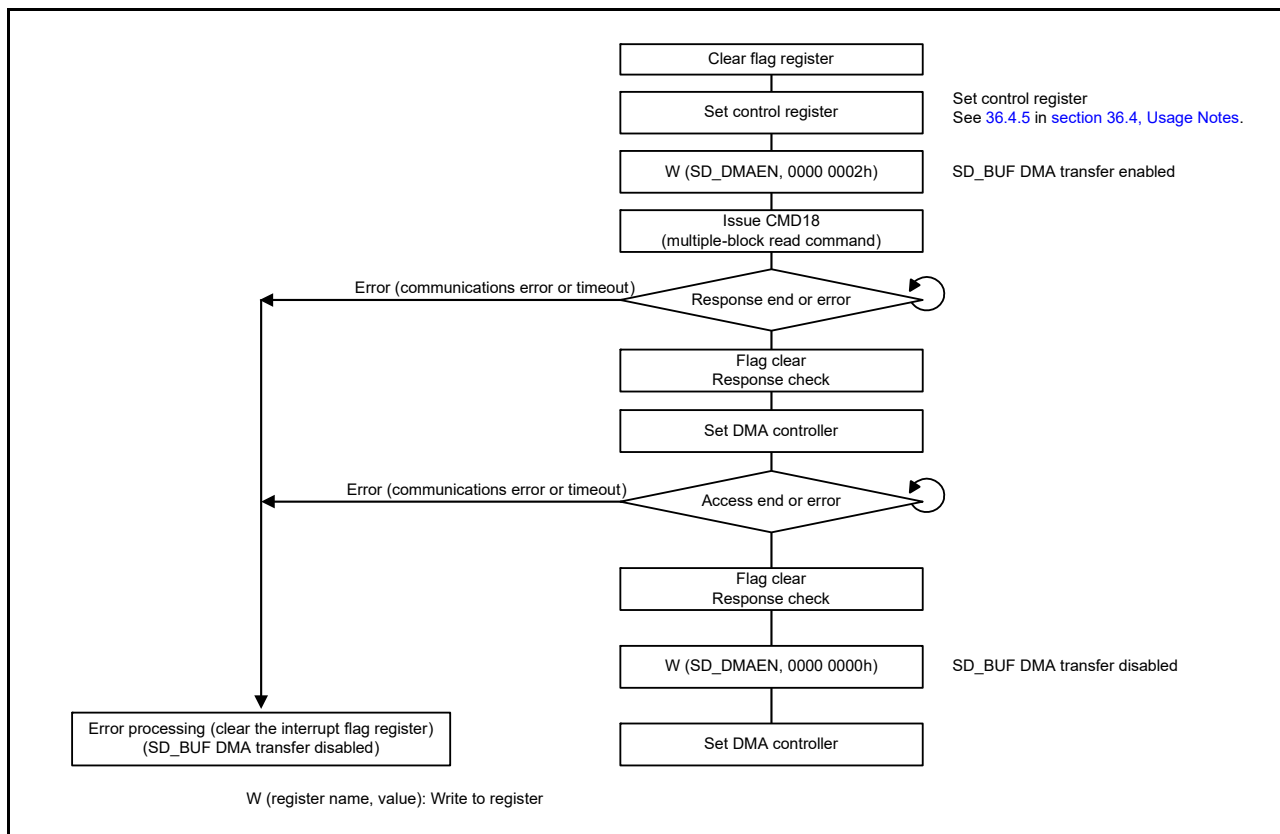 Clear flag register
Set control register
Set control register
See 36.4.5 in section 36.4, Usage Notes.
W (SD_DMAEN, 0000 0002h)
SD_BUF DMA transfer enabled
Issue CMD18
(multiple-block read command)
Error (communications error or timeout)
Response end or error
Flag clear
Response check
Set DMA controller
Error (communications error or timeout)
Access end or error
Flag clear
Response check
W (SD_DMAEN, 0000 0000h)
SD_BUF DMA transfer disabled
Error processing (clear the interrupt flag register)
(SD_BUF DMA transfer disabled)
Set DMA controller
W (register name, value): Write to register